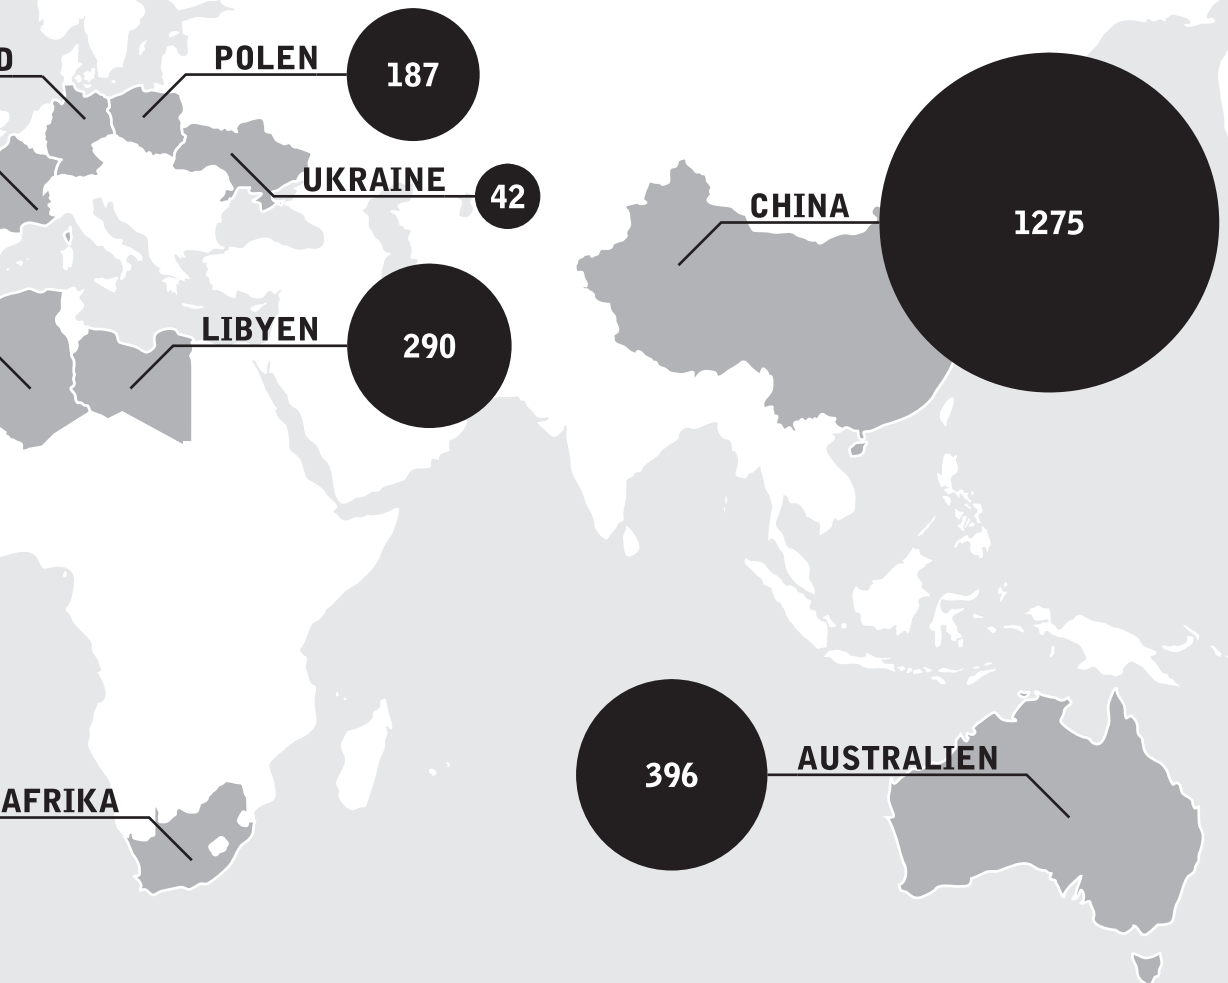 D
POLEN
187
UKRAINE
42
CHINA
1275
LIBYEN
290
396
AUSTRALIEN
AFRIKA